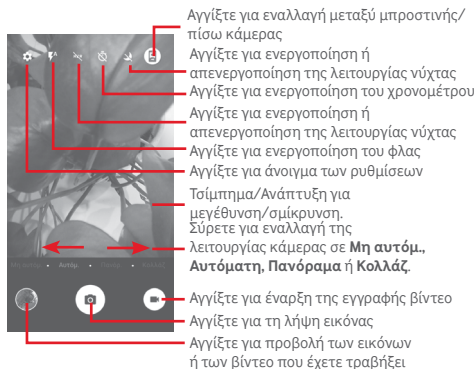 Αγγίξτε για εναλλαγή μεταξύ μπροστινής/
πίσω κάμερας
Αγγίξτε για ενεργοποίηση ή
απενεργοποίηση της λειτουργίας νύχτας
Αγγίξτε για ενεργοποίηση του χρονομέτρου
Αγγίξτε για ενεργοποίηση ή
απενεργοποίηση της λειτουργίας νύχτας
Αγγίξτε για ενεργοποίηση του φλας
Αγγίξτε για άνοιγμα των ρυθμίσεων
Τσίμπημα/Ανάπτυξη για
μεγέθυνση/σμίκρυνση.
Σύρετε για εναλλαγή της
λειτουργίας κάμερας σε Μη αυτόμ.,
Αυτόματη, Πανόραμα ή Κολλάζ.
Αυτόμ.
Αγγίξτε για έναρξη της εγγραφής βίντεο
Αγγίξτε για τη λήψη εικόνας
Αγγίξτε για προβολή των εικόνων
ή των βίντεο που έχετε τραβήξει